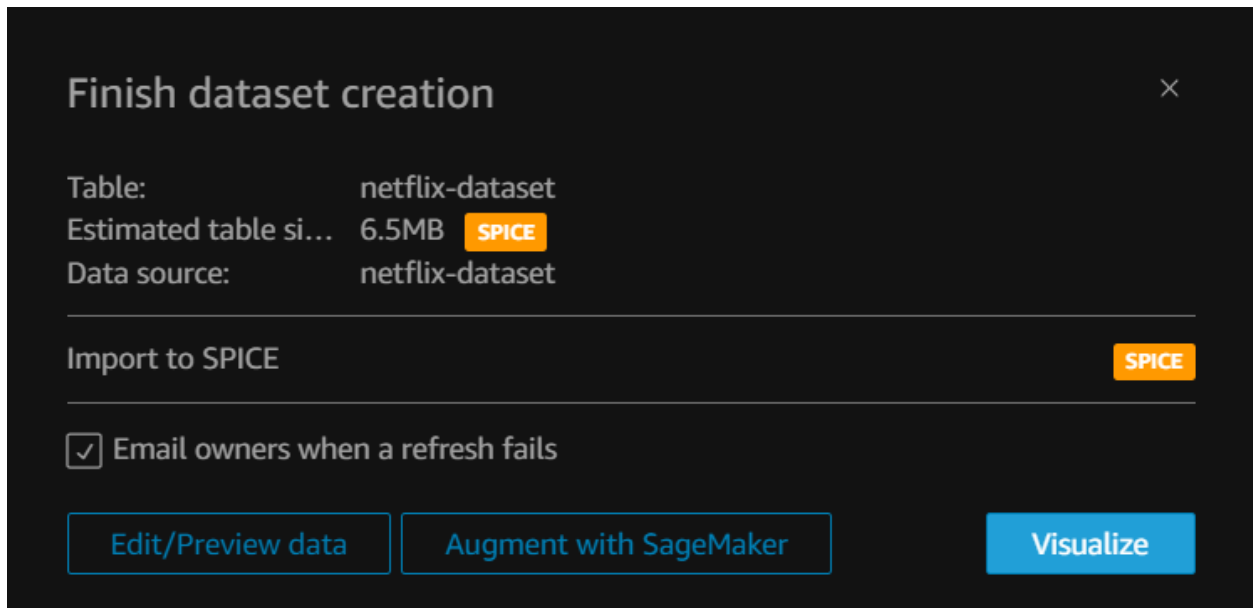 Finish dataset creation
Table: netflix-dataset
Estimated table si... 6.5MB SPICE
Data source: netflix-dataset
Import to SPICE SPICE
Email owners when a refresh fails
Edit/Preview data Augment with SageMaker Visualize